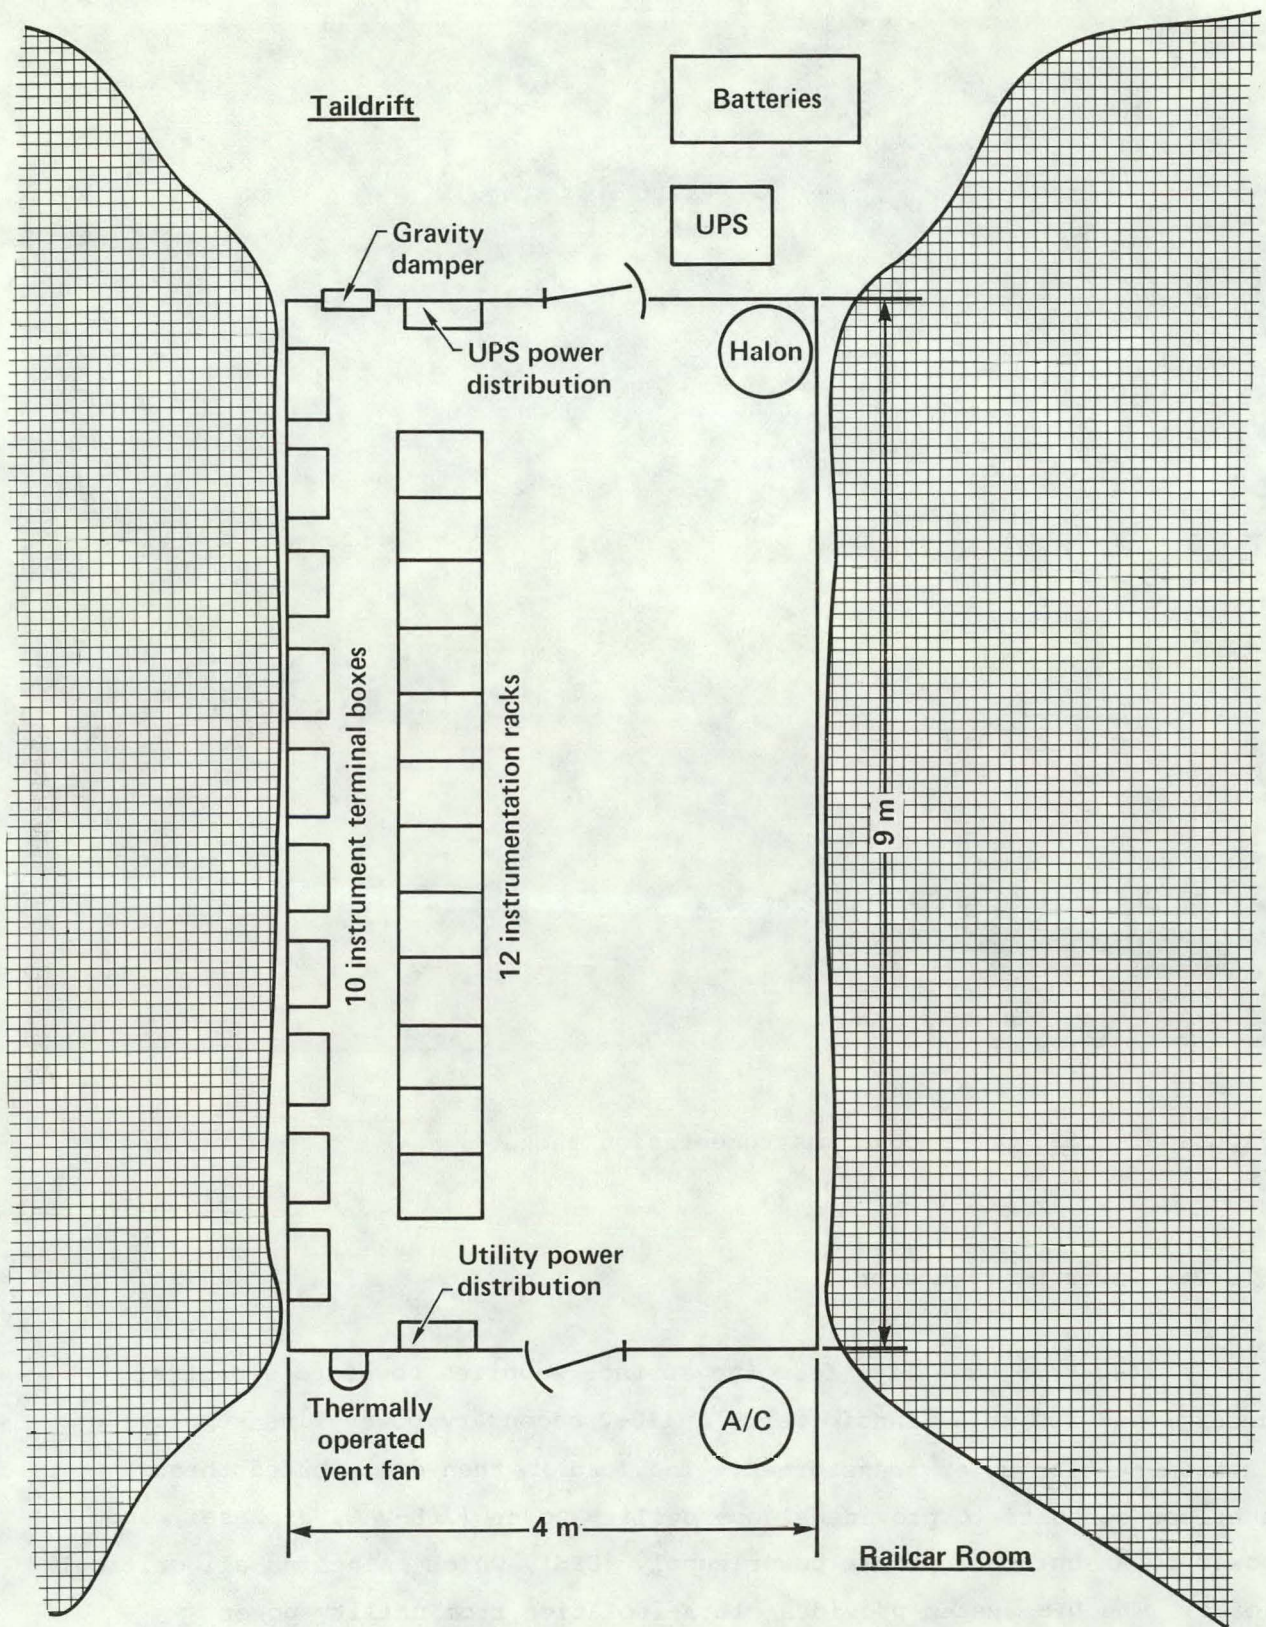 Taildrift
Batteries
UPS
Gravity
damper
UPS power
distribution
Halon
10 instrument terminal boxes
12 instrumentation racks
9 m
Utility power
distribution
Thermally
operated
vent fan
A/C
4 m
Railcar Room